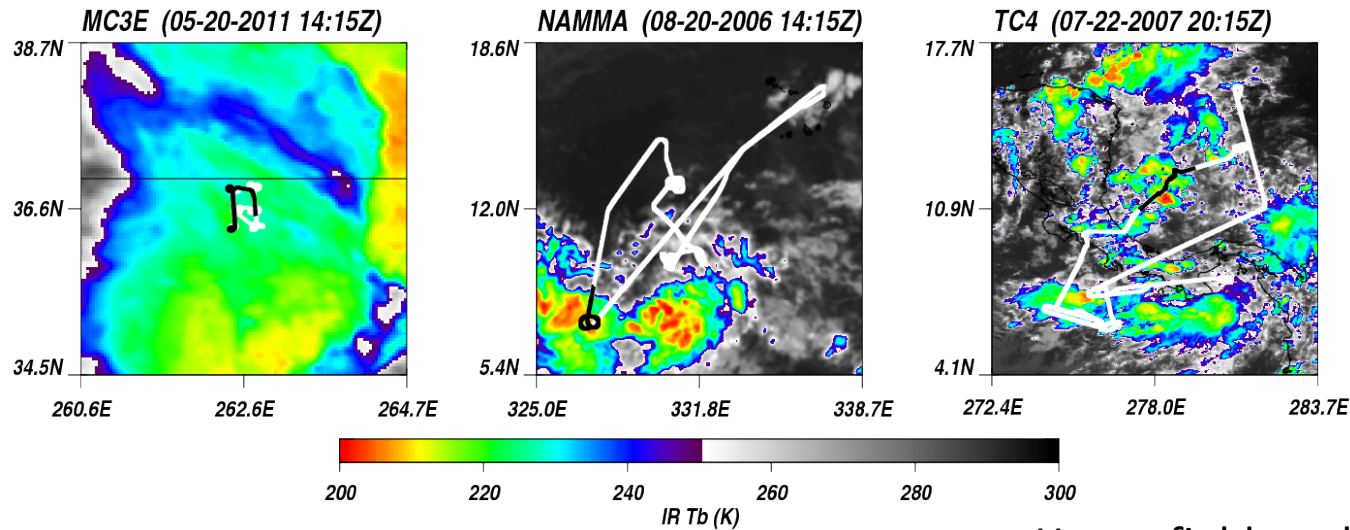 MC3E (05-20-2011 14:15Z)
NAMMA (08-20-2006 14:15Z)
TC4 (07-22-2007 20:15Z)
38.7N
36.6N
34.5N
260.6E 262.6E 264.7E
18.6N
12.0N
5.4N
325.0E 331.8E 338.7E
17.7N
10.9N
4.1N
272.4E 278.0E 283.7E
200 220 240 260 280 300
IR Tb (K)